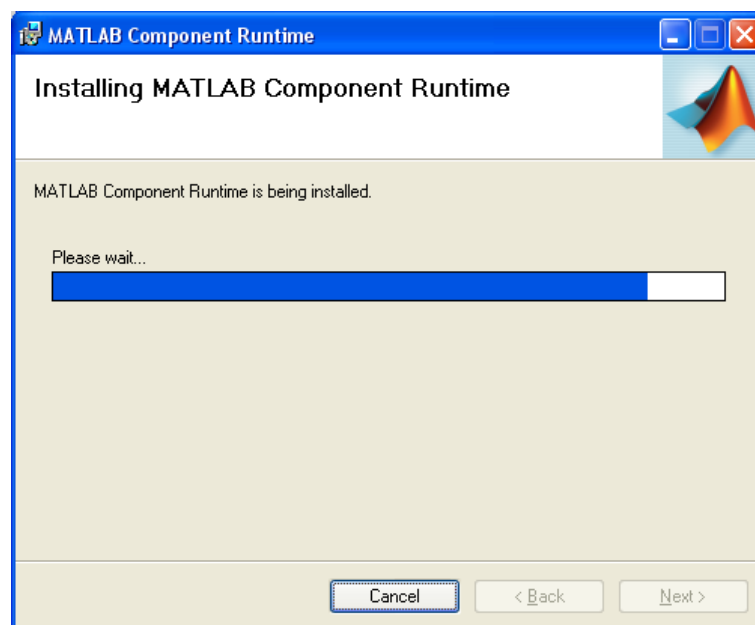 MATLAB Component Runtime
Installing MATLAB Component Runtime
MATLAB Component Runtime is being installed.
Please wait...
Cancel
< Back
Next >